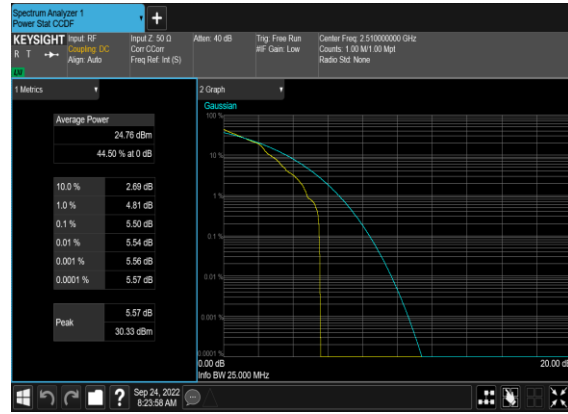 Spectrum Analyzer 1
Power Stat CCDF
KEYSIGHT
R T
LW
Input: RF
Coupling: DC
Align: Auto
Input Z: 50 Ω
Corr CCorr
Freq Ref: Int (S)
Atten: 40 dB
Trig: Free Run
#IF Gain: Low
Center Freq: 2.510000000 GHz
Counts: 1.00 M/1.00 Mpt
Radio Std: None
1 Metrics
Average Power
24.76 dBm
44.50 % at 0 dB
10.0 % 2.69 dB
1.0 % 4.81 dB
0.1 % 5.50 dB
0.01 % 5.54 dB
0.001 % 5.56 dB
0.0001 % 5.57 dB
Peak
5.57 dB
30.33 dBm
2 Graph
Gaussian
100 %
10 %
1 %
0.1 %
0.01 %
0.001 %
0.0001 %
0.00 dB
20.00 dB
Info BW 25.000 MHz
?
Sep 24, 2022
8:23:58 AM